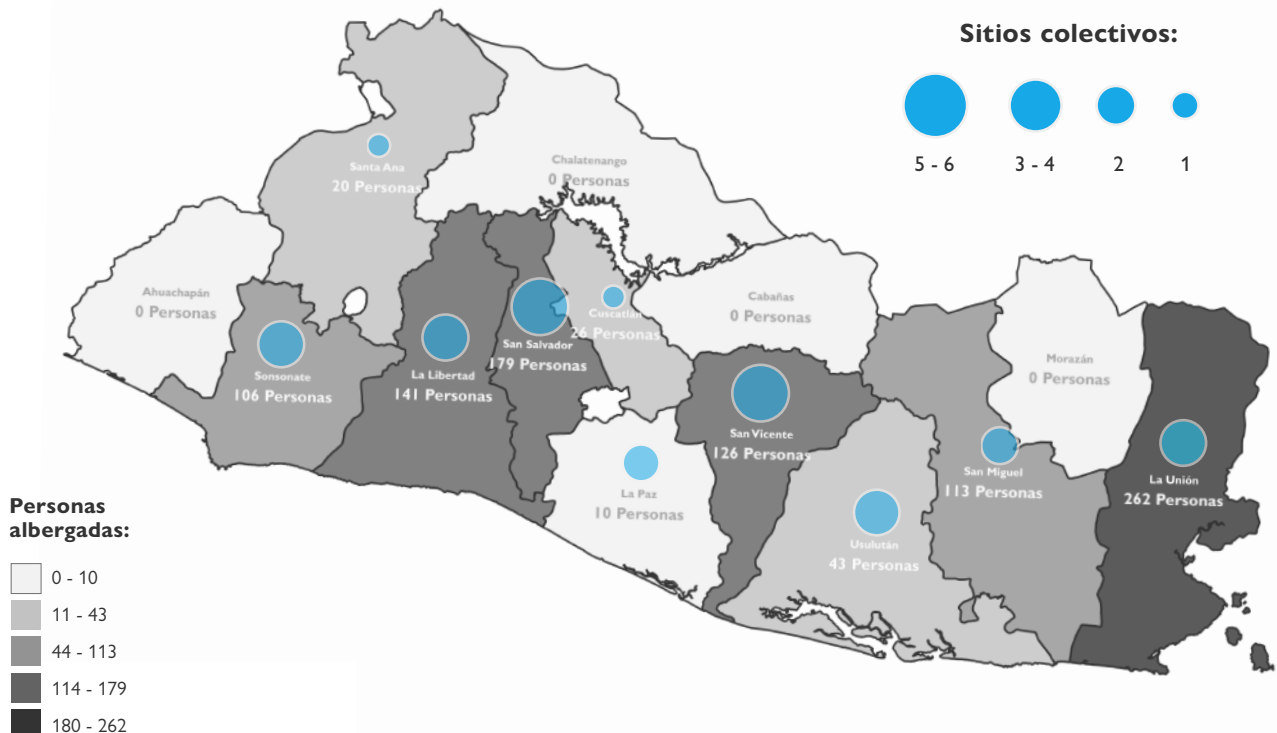 Sitios colectivos:
5 - 6
3 - 4
2
1
Santa Ana
20 Personas
Chalatenango
0 Personas
Ahuachapán
0 Personas
Sonsonate
106 Personas
La Libertad
141 Personas
San Salvador
179 Personas
Cuscatlán
26 Personas
Cabañas
0 Personas
Morazán
0 Personas
San Vicente
126 Personas
La Paz
10 Personas
Usulután
43 Personas
San Miguel
113 Personas
La Unión
262 Personas
Personas
albergadas:
0 - 10
11 - 43
44 - 113
114 - 179
180 - 262